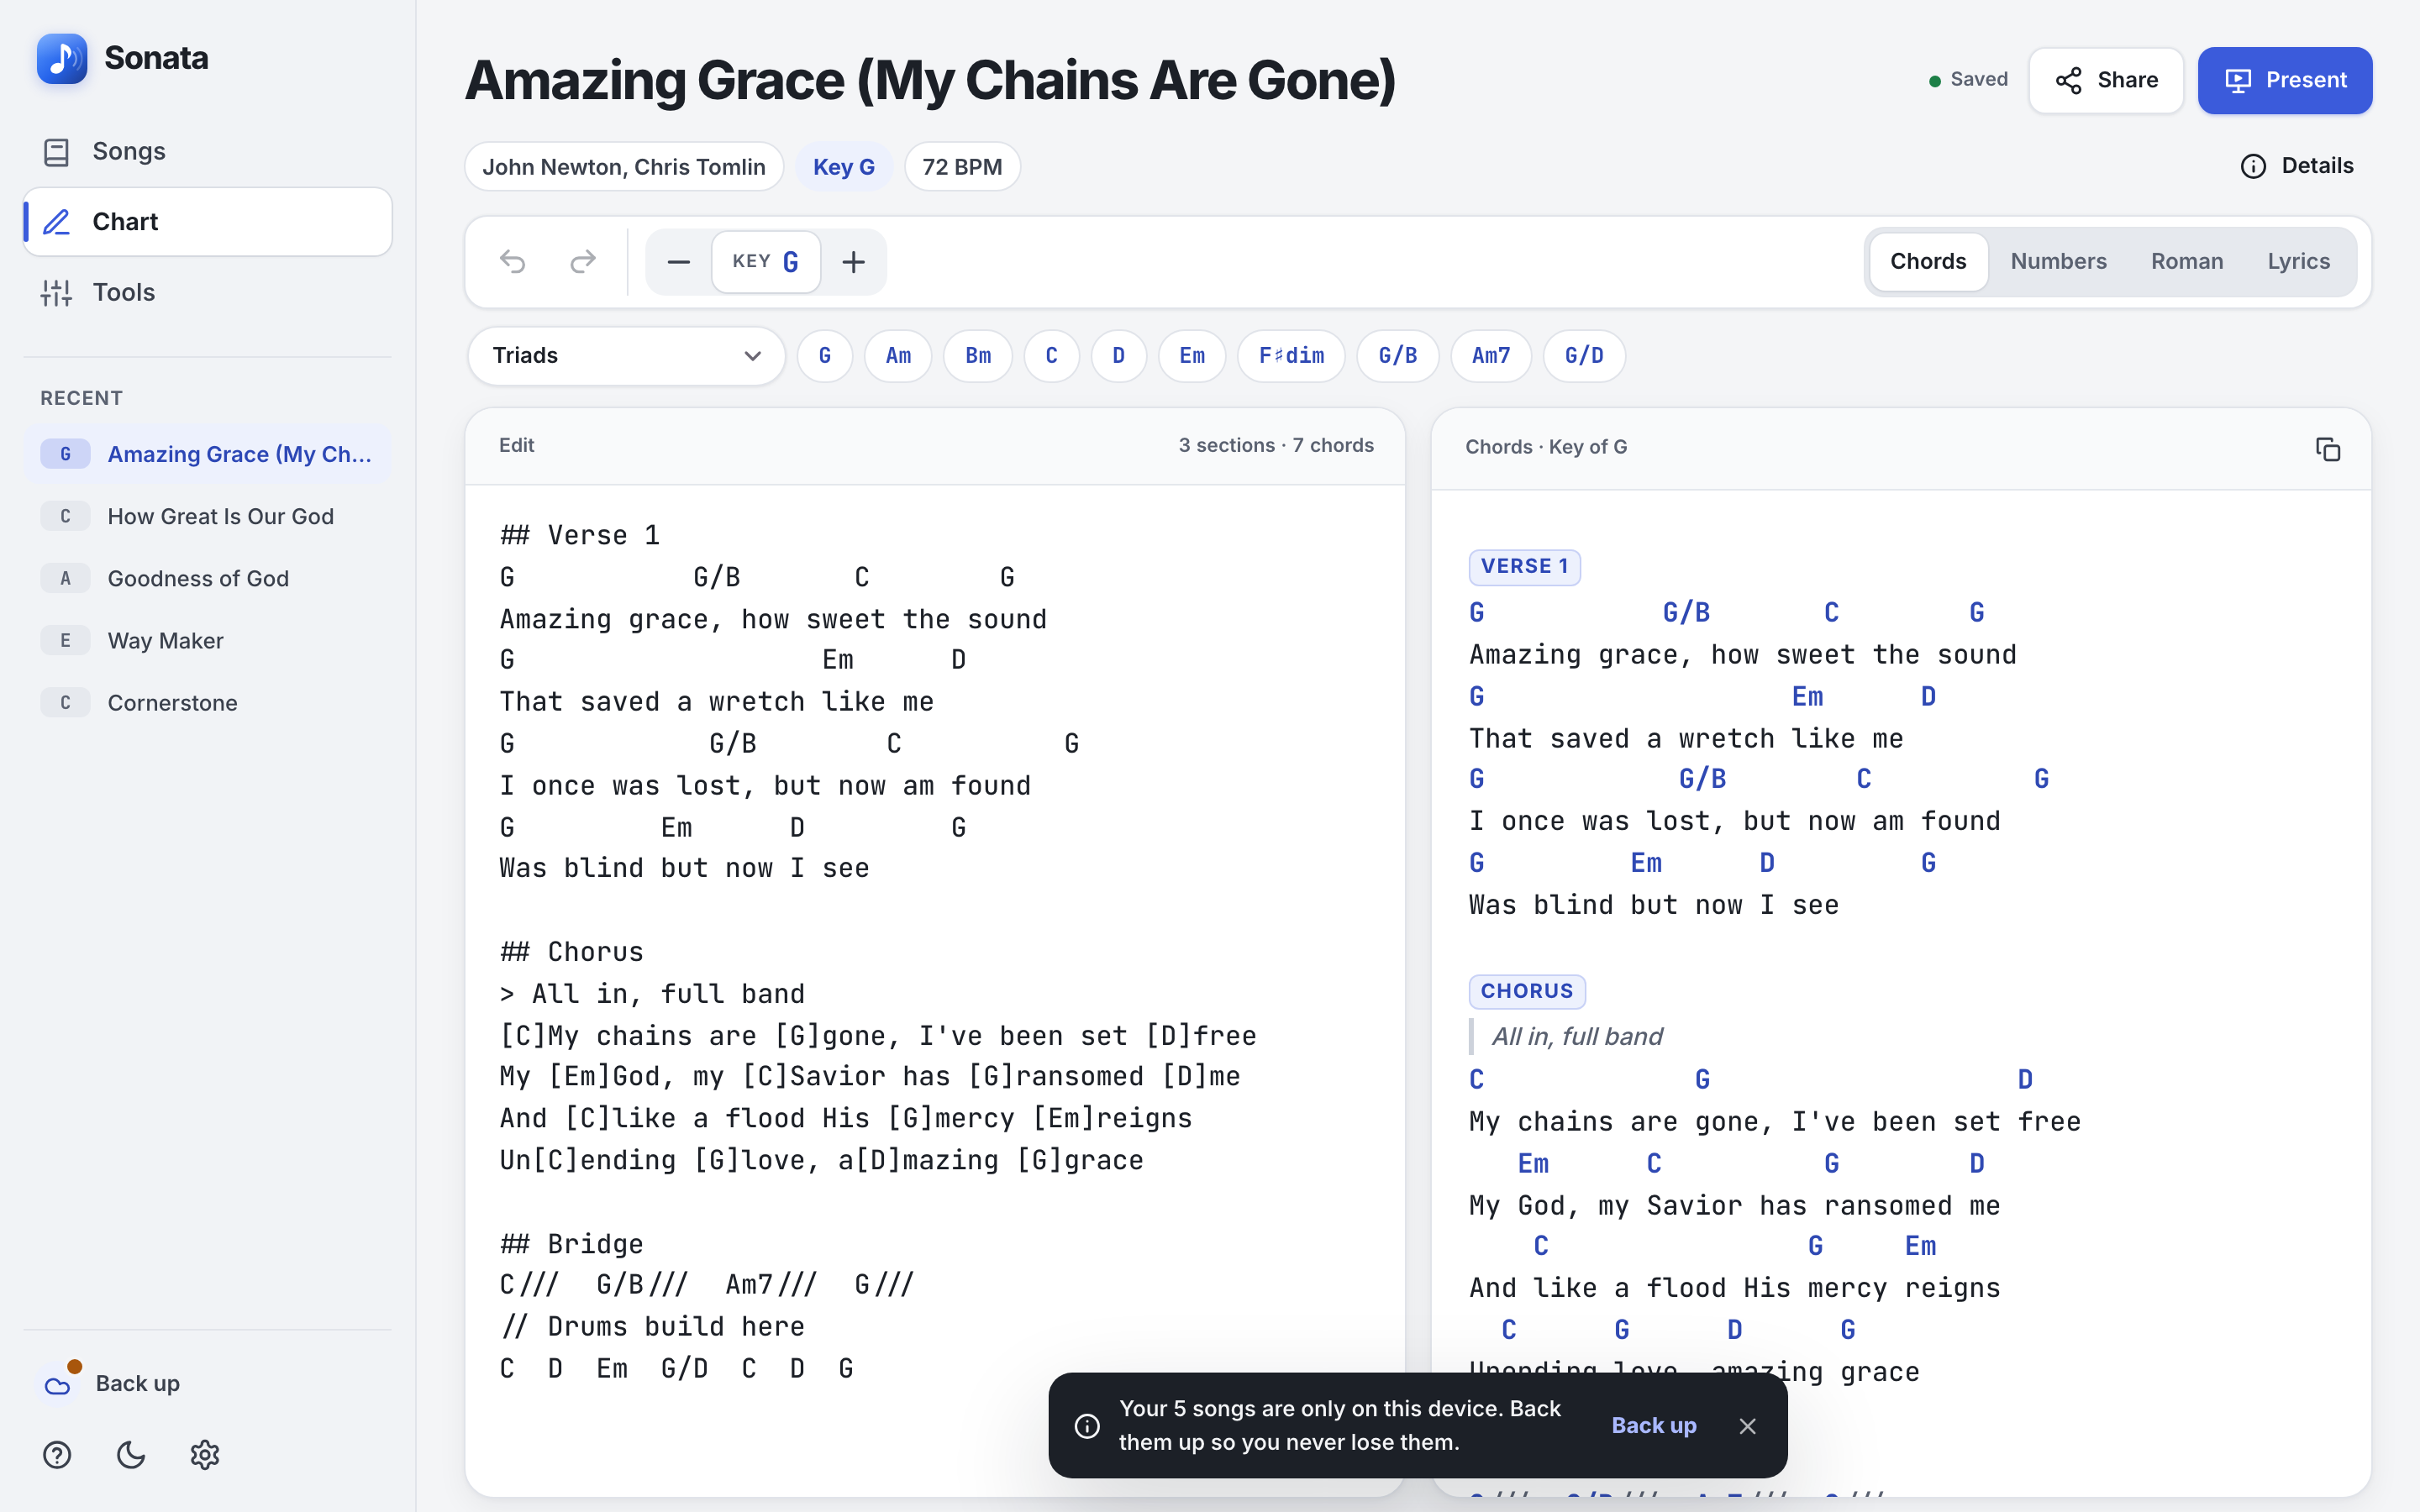 Sonata
Songs
Chart
Tools
RECENT
G Amazing Grace (My Ch...
C How Great Is Our God
A Goodness of God
E Way Maker
C Cornerstone
Back up
Amazing Grace (My Chains Are Gone)
Saved
Share
Present
John Newton, Chris Tomlin
Key G
72 BPM
Details
KEY G
Chords
Numbers
Roman
Lyrics
Triads
G Am Bm C D Em F♯dim G/B Am7 G/D
Edit
3 sections · 7 chords
## Verse 1
G           G/B       C        G
Amazing grace, how sweet the sound
G                   Em      D
That saved a wretch like me
G            G/B        C          G
I once was lost, but now am found
G         Em      D         G
Was blind but now I see
## Chorus
> All in, full band
[C]My chains are [G]gone, I've been set [D]free
My [Em]God, my [C]Savior has [G]ransomed [D]me
And [C]like a flood His [G]mercy [Em]reigns
Un[C]ending [G]love, a[D]mazing [G]grace
## Bridge
C///  G/B///  Am7///  G///
// Drums build here
C  D  Em  G/D  C  D  G
Chords · Key of G
VERSE 1
G           G/B       C        G
Amazing grace, how sweet the sound
G                   Em      D
That saved a wretch like me
G            G/B        C          G
I once was lost, but now am found
G         Em      D         G
Was blind but now I see
CHORUS
All in, full band
C             G                   D
My chains are gone, I've been set free
   Em      C          G        D
My God, my Savior has ransomed me
    C                G     Em
And like a flood His mercy reigns
  C      G      D      G
Unending love, amazing grace
Your 5 songs are only on this device. Back
them up so you never lose them.
Back up